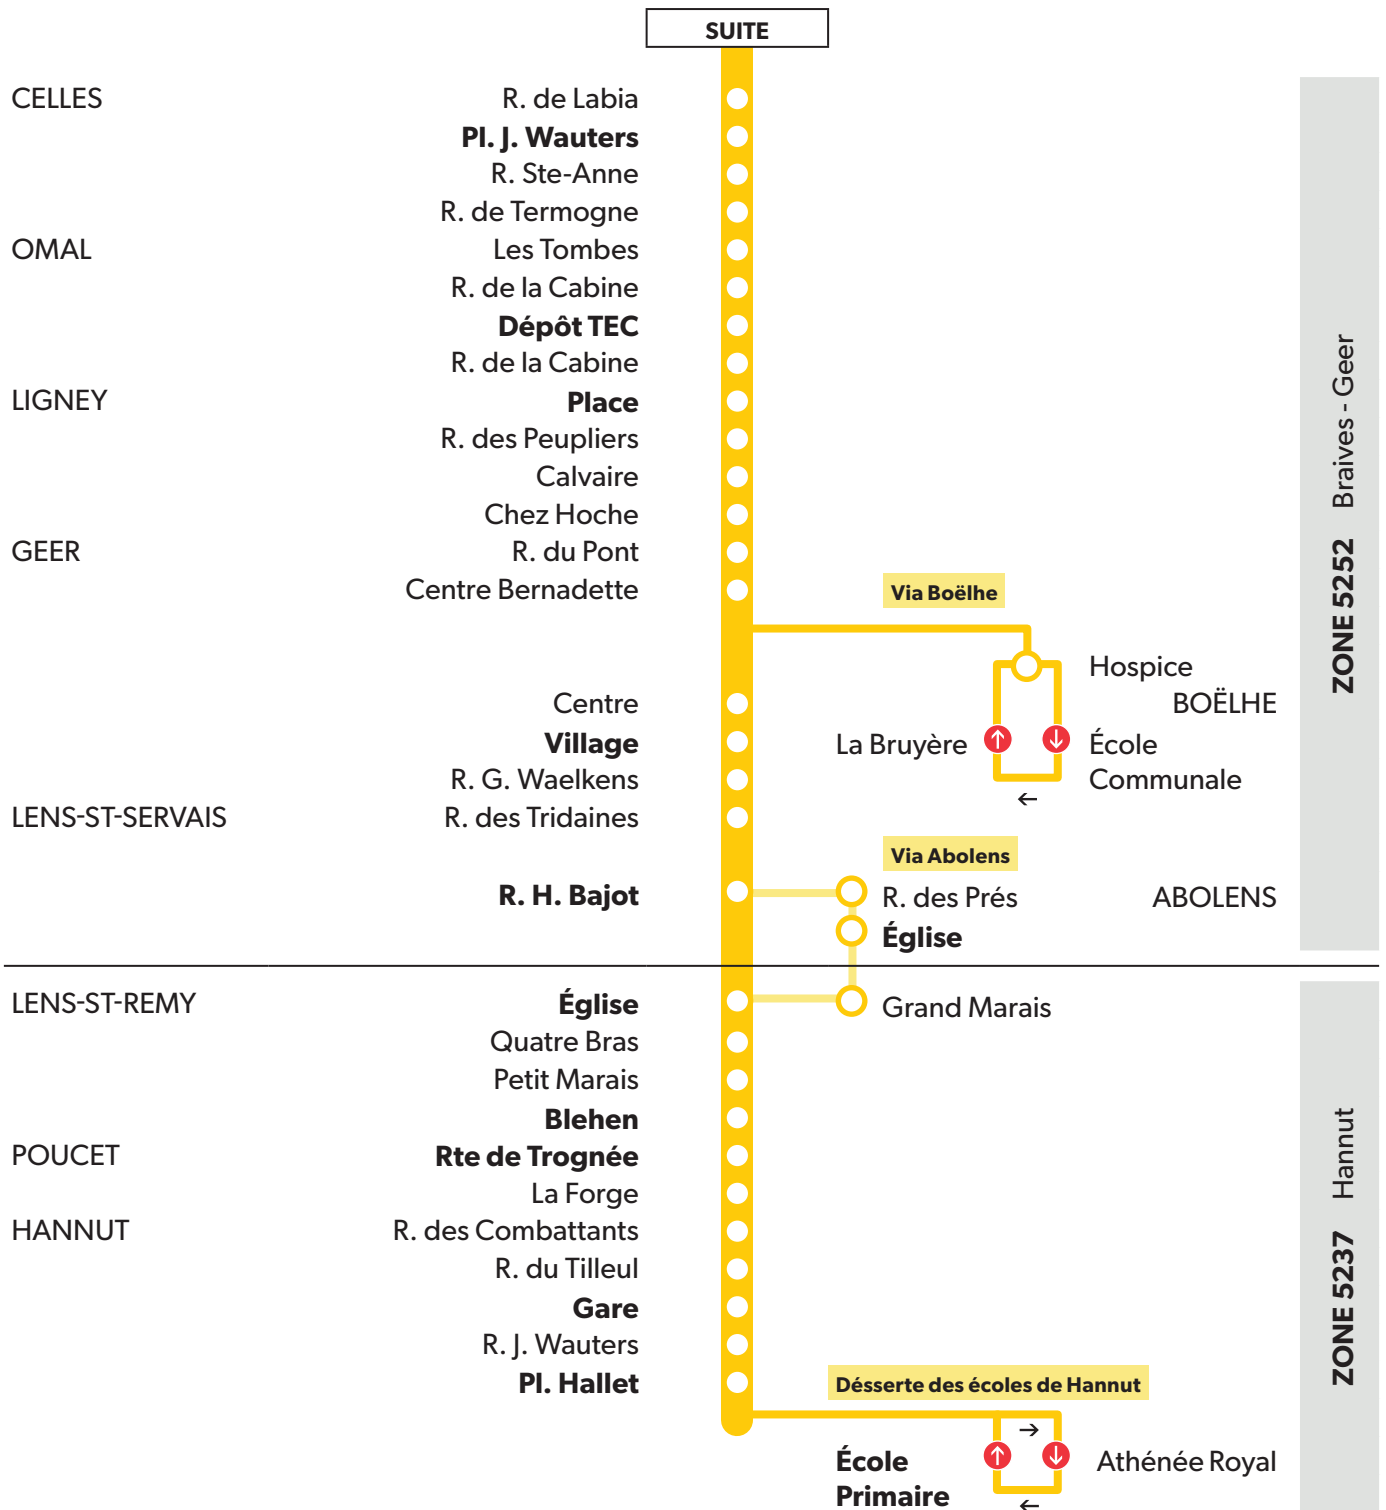 SUITE
CELLES R. de Labia
Pl. J. Wauters
R. Ste-Anne
R. de Termogne
OMAL Les Tombes
R. de la Cabine
Dépôt TEC
R. de la Cabine
LIGNEY Place
R. des Peupliers
Calvaire
Chez Hoche
GEER R. du Pont
Centre Bernadette
Via Boëlhe
Hospice
BOËLHE
Centre
Village
La Bruyère ↑ ↓ École
Communale
←
R. G. Waelkens
LENS-ST-SERVAIS R. des Tridaines
Via Abolens
R. H. Bajot R. des Prés ABOLENS
Église
ZONE 5252 Braives - Geer
LENS-ST-REMY Église Grand Marais
Quatre Bras
Petit Marais
Blehen
POUCET Rte de Trognée
La Forge
HANNUT R. des Combattants
R. du Tilleul
Gare
R. J. Wauters
Pl. Hallet
Désserte des écoles de Hannut
→
École
Primaire ↑ ↓ Athénée Royal
←
ZONE 5237 Hannut